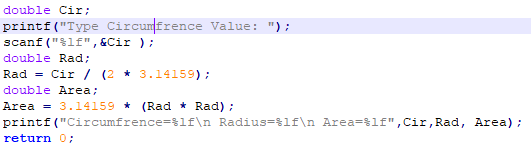 double Cir;
printf("Type Circumfrence Value: ");
scanf("%lf",&Cir );
double Rad;
Rad = Cir / (2 * 3.14159);
double Area;
Area = 3.14159 * (Rad * Rad);
printf("Circumfrence=%lf\n Radius=%lf\n Area=%lf",Cir,Rad, Area);
return 0;